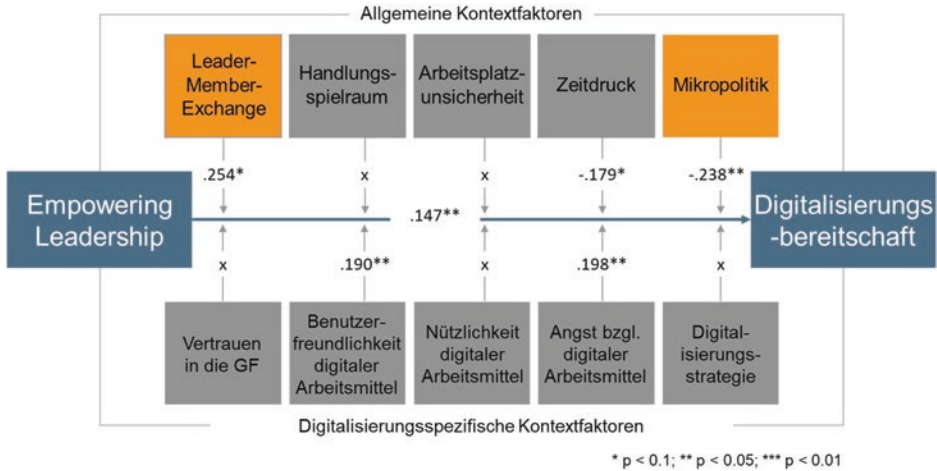 Allgemeine Kontextfaktoren
Leader-
Member-
Exchange
Handlungs-
spielraum
Arbeitsplatz-
unsicherheit
Zeitdruck
Mikropolitik
.254*
x
x
-.179*
-.238**
Empowering
Leadership
.147**
Digitalisierungs
-bereitschaft
x
.190**
x
.198**
x
Vertrauen
in die GF
Benutzer-
freundlichkeit
digitaler
Arbeitsmittel
Nützlichkeit
digitaler
Arbeitsmittel
Angst bzgl.
digitaler
Arbeitsmittel
Digital-
isierungs-
strategie
Digitalisierungsspezifische Kontextfaktoren
* p < 0.1; ** p < 0.05; *** p < 0.01